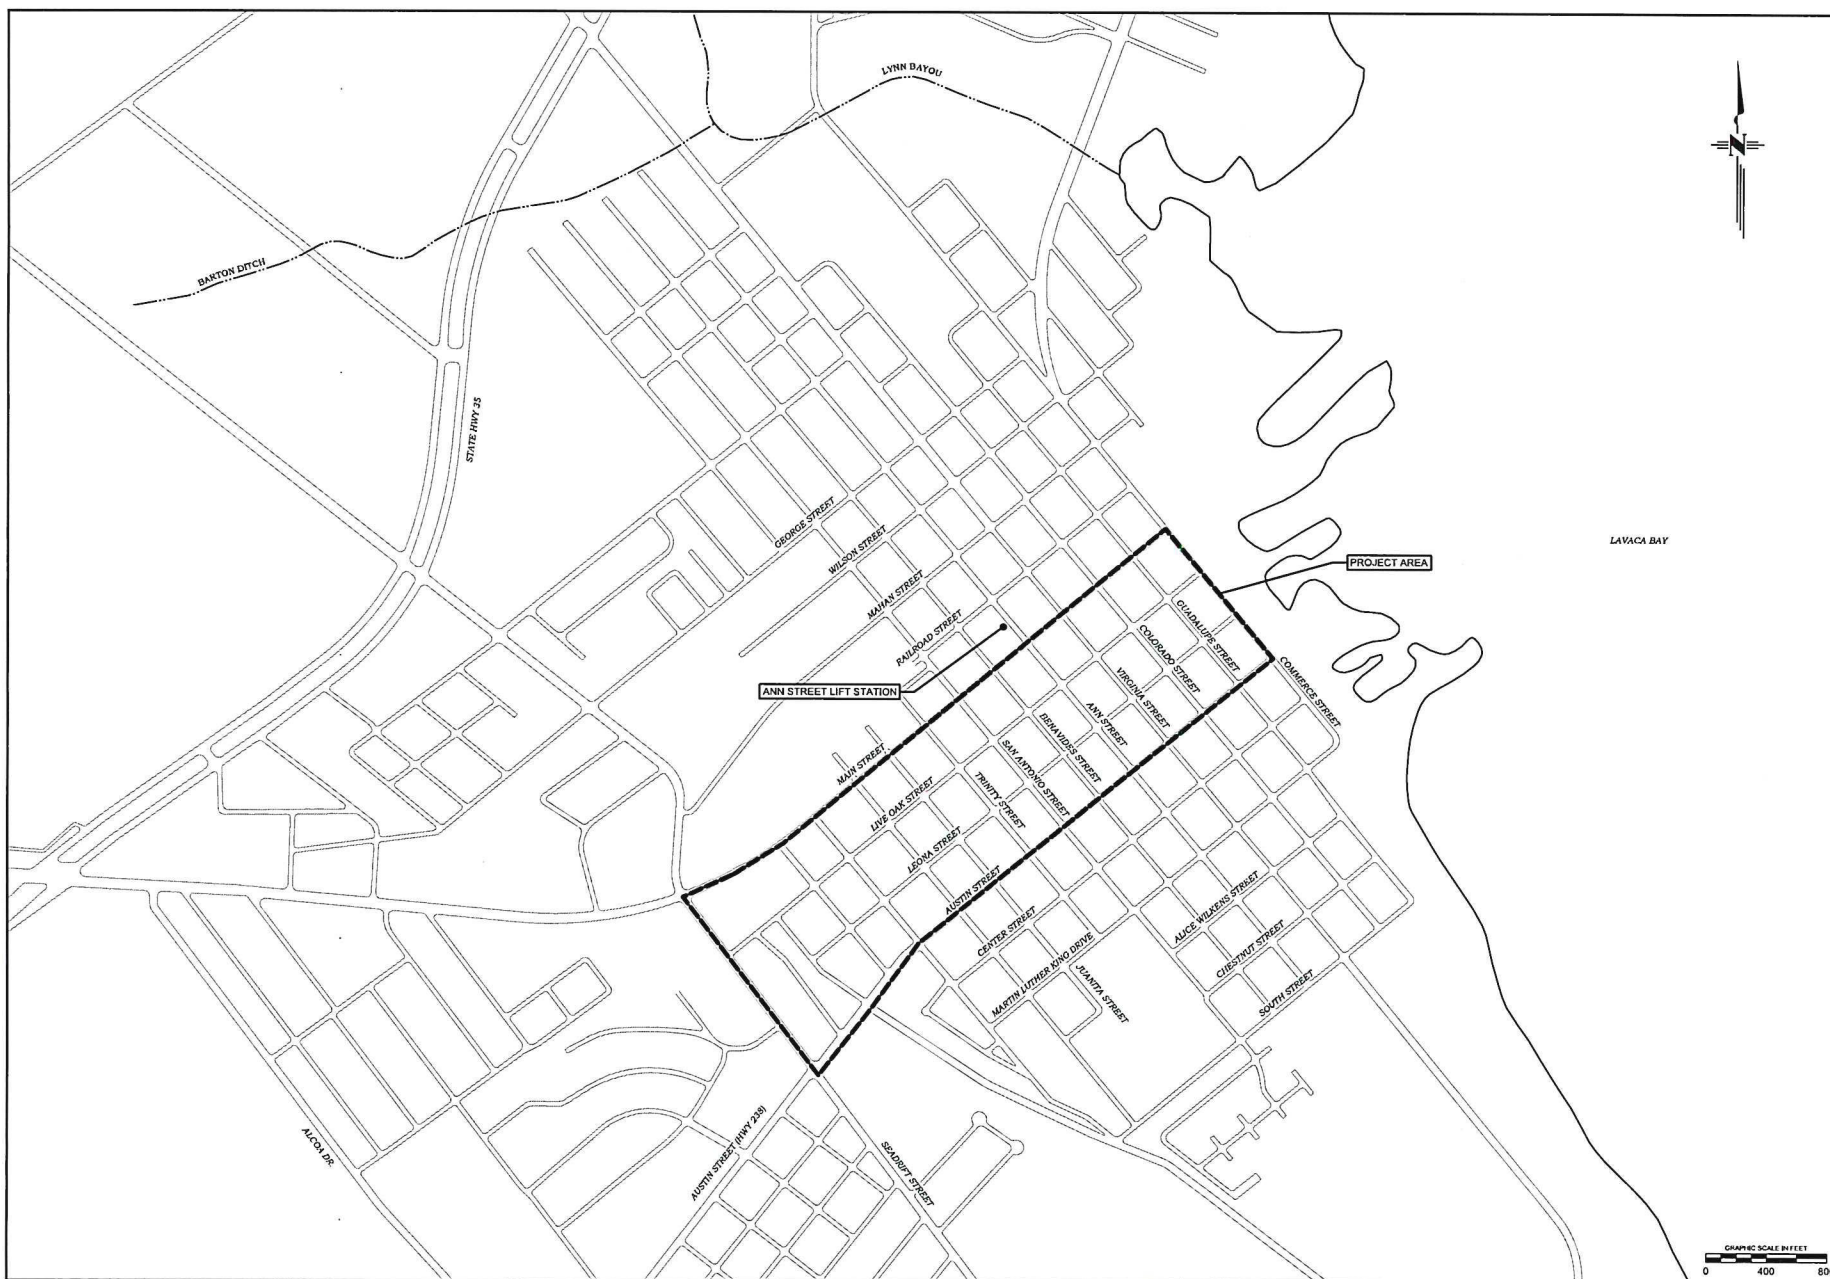 LYNN BAYOU
N
BARTON DITCH
STATE HWY 35
GEORGE STREET
WILSON STREET
LAVACA BAY
PROJECT AREA
MAHAN STREET
RAILROAD STREET
GUADALUPE STREET
COLORADO STREET
COMMERCE STREET
VIRGINIA STREET
ANN STREET LIFT STATION
ANN STREET
BENAVIDES STREET
SAN ANTONIO STREET
MAIN STREET
TRINITY STREET
LIVE OAK STREET
LEONA STREET
AUSTIN STREET
ALICE WILKENS STREET
CENTER STREET
CHESTNUT STREET
MARTIN LUTHER KING DRIVE
JUANITA STREET
SOUTH STREET
ALCOA DR.
AUSTIN STREET (HWY 238)
SEADRIFT STREET
GRAPHIC SCALE IN FEET
0 400